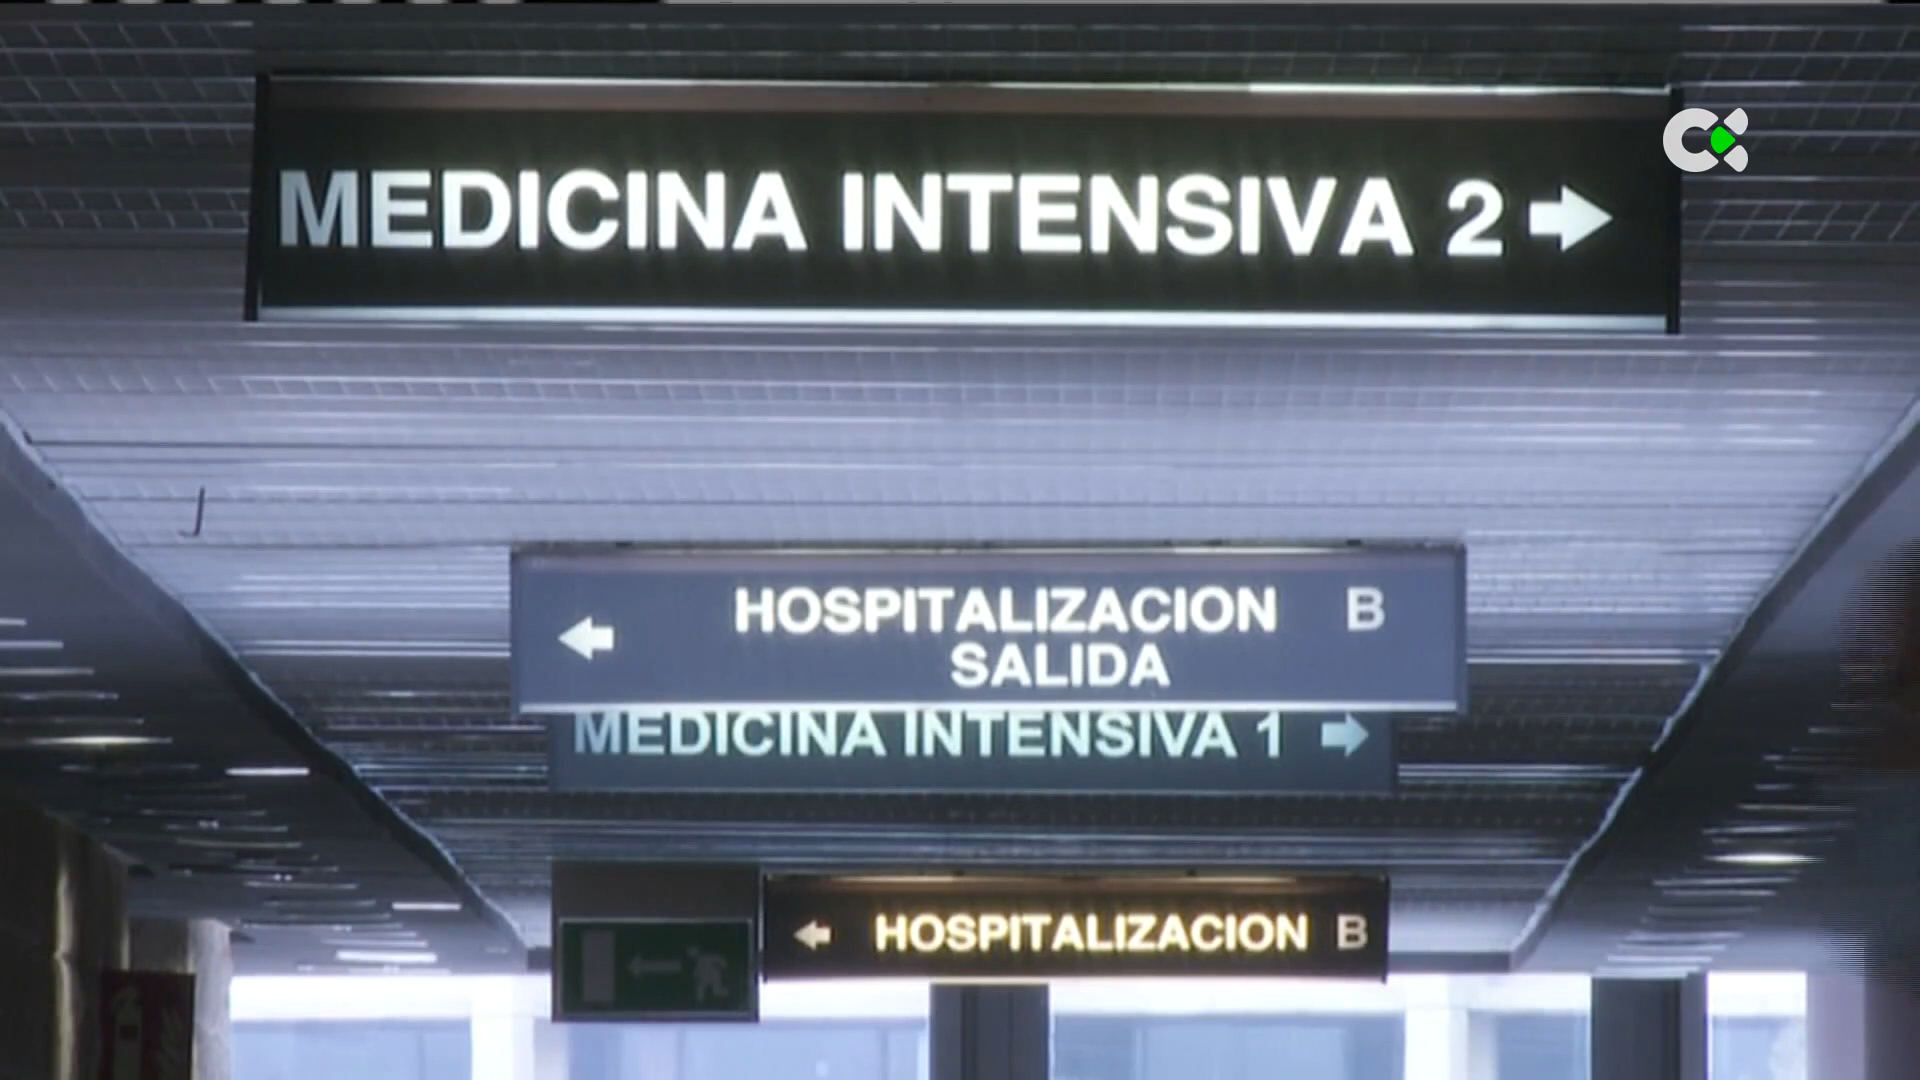 MEDICINA INTENSIVA 2
HOSPITALIZACION B
SALIDA
MEDICINA INTENSIVA 1
HOSPITALIZACION B